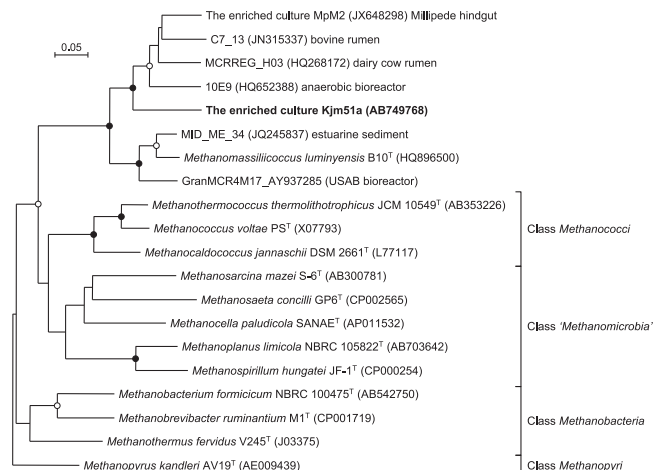 The enriched culture MpM2 (JX648298) Millipede hindgut
0.05
C7_13 (JN315337) bovine rumen
MCRREG_H03 (HQ268172) dairy cow rumen
10E9 (HQ652388) anaerobic bioreactor
The enriched culture Kjm51a (AB749768)
MID_ME_34 (JQ245837) estuarine sediment
Methanomassiliicoccus luminyensis B10ᵀ (HQ896500)
GranMCR4M17_AY937285 (USAB bioreactor)
Methanothermococcus thermolithotrophicus JCM 10549ᵀ (AB353226)
Methanococcus voltae PSᵀ (X07793)
Class Methanococci
Methanocaldococcus jannaschii DSM 2661ᵀ (L77117)
Methanosarcina mazei S-6ᵀ (AB300781)
Methanosaeta concilli GP6ᵀ (CP002565)
Methanocella paludicola SANAEᵀ (AP011532)
Class ‘Methanomicrobia’
Methanoplanus limicola NBRC 105822ᵀ (AB703642)
Methanospirillum hungatei JF-1ᵀ (CP000254)
Methanobacterium formicicum NBRC 100475ᵀ (AB542750)
Methanobrevibacter ruminantium M1ᵀ (CP001719)
Class Methanobacteria
Methanothermus fervidus V245ᵀ (J03375)
Methanopyrus kandleri AV19ᵀ (AE009439)
Class Methanopyri